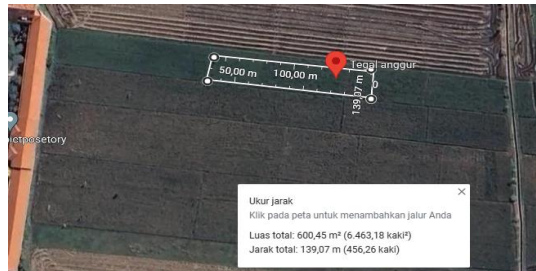 Tegal anggur
50,00 m
100,00 m
139,07 m
0
pictposetory
Ukur jarak
Klik pada peta untuk menambahkan jalur Anda
Luas total: 600,45 m² (6.463,18 kaki²)
Jarak total: 139,07 m (456,26 kaki)